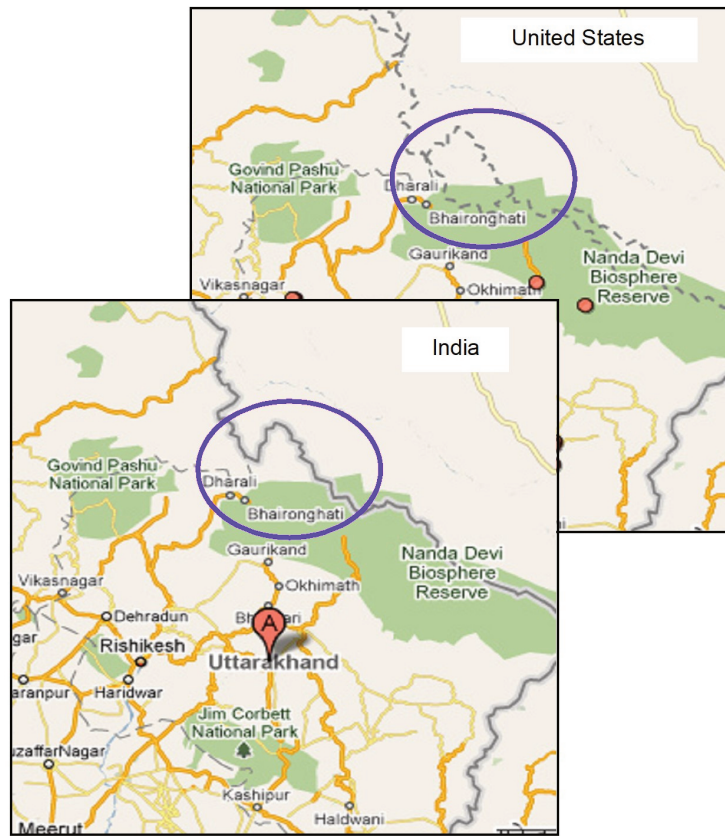 United States
Govind Pashu
National Park
Dharali
Bhaironghati
Gaurikand
Nanda Devi
Biosphere
Reserve
Vikasnagar
Okhimath
India
Govind Pashu
National Park
Dharali
Bhaironghati
Gaurikand
Nanda Devi
Biosphere
Reserve
Okhimath
Vikasnagar
Dehradun
A
Rishikesh
Uttarakhand
Haridwar
aranpur
Jim Corbett
National Park
uzaffarNagar
Kashipur
Haldwani
Meerut